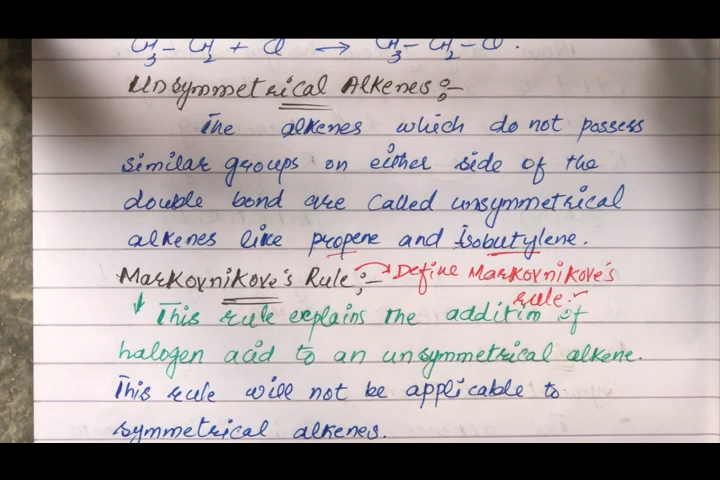 CH3 – CH2 + Cl → CH3 – CH2 – Cl.
Unsymmetrical Alkenes:–
The alkenes which do not possess
similar groups on either side of the
double bond are called unsymmetrical
alkenes like propene and Isobutylene.
Markovnikove's Rule:– → Define Markovnikove's
rule.
This rule explains the addition of
halogen acid to an unsymmetrical alkene.
This rule will not be applicable to
symmetrical alkenes.